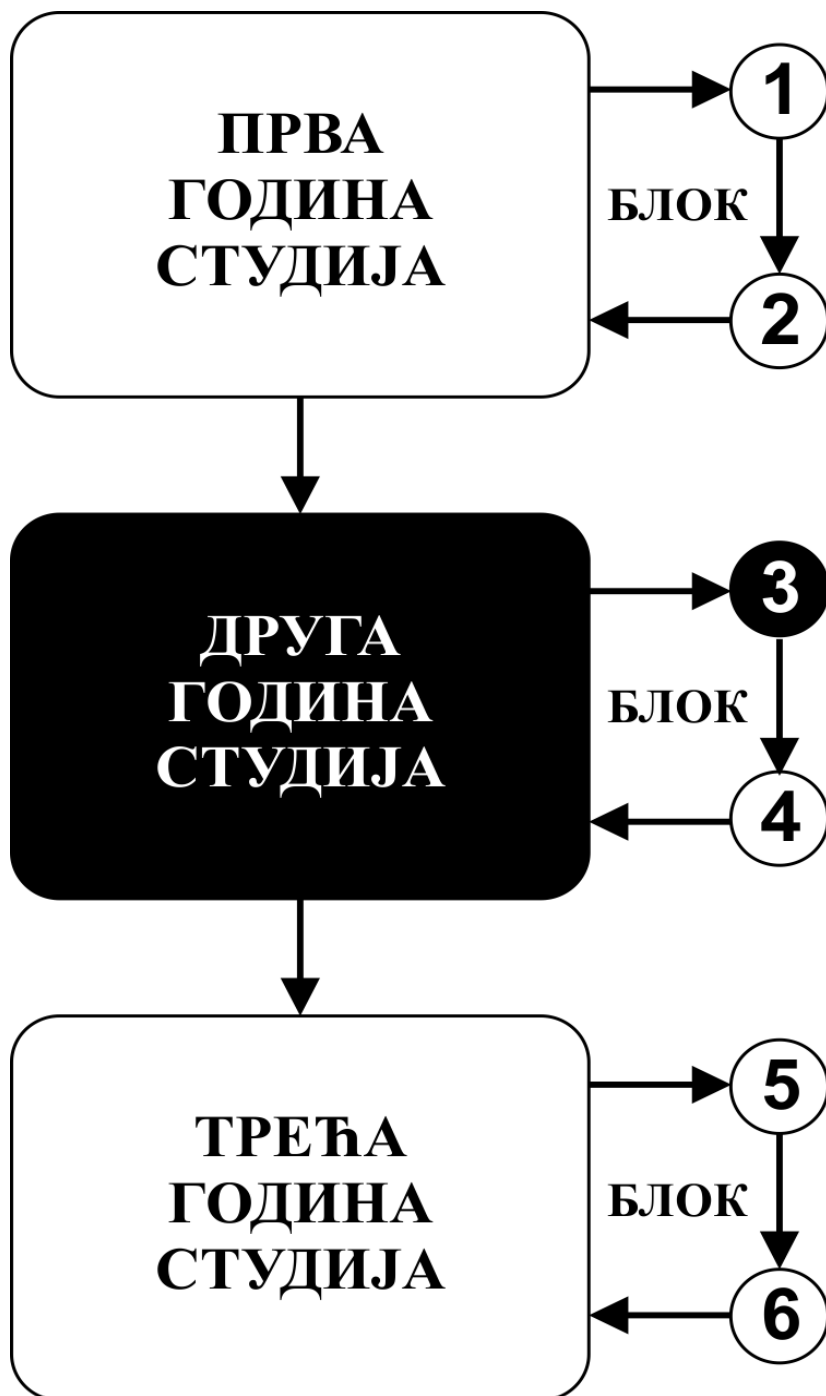 ПРВА
ГОДИНА
СТУДИЈА
1
БЛОК
2
ДРУГА
ГОДИНА
СТУДИЈА
3
БЛОК
4
ТРЕЋА
ГОДИНА
СТУДИЈА
5
БЛОК
6